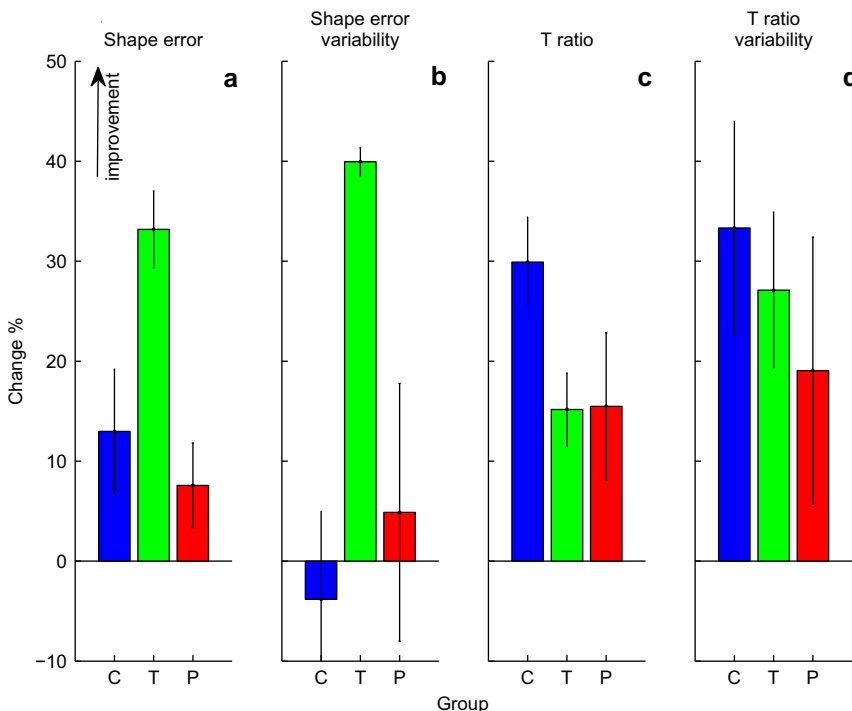 Shape error
Shape error
variability
T ratio
T ratio
variability
a
b
c
d
improvement
Change %
50
40
30
20
10
0
−10
C T P
C T P
C T P
C T P
Group